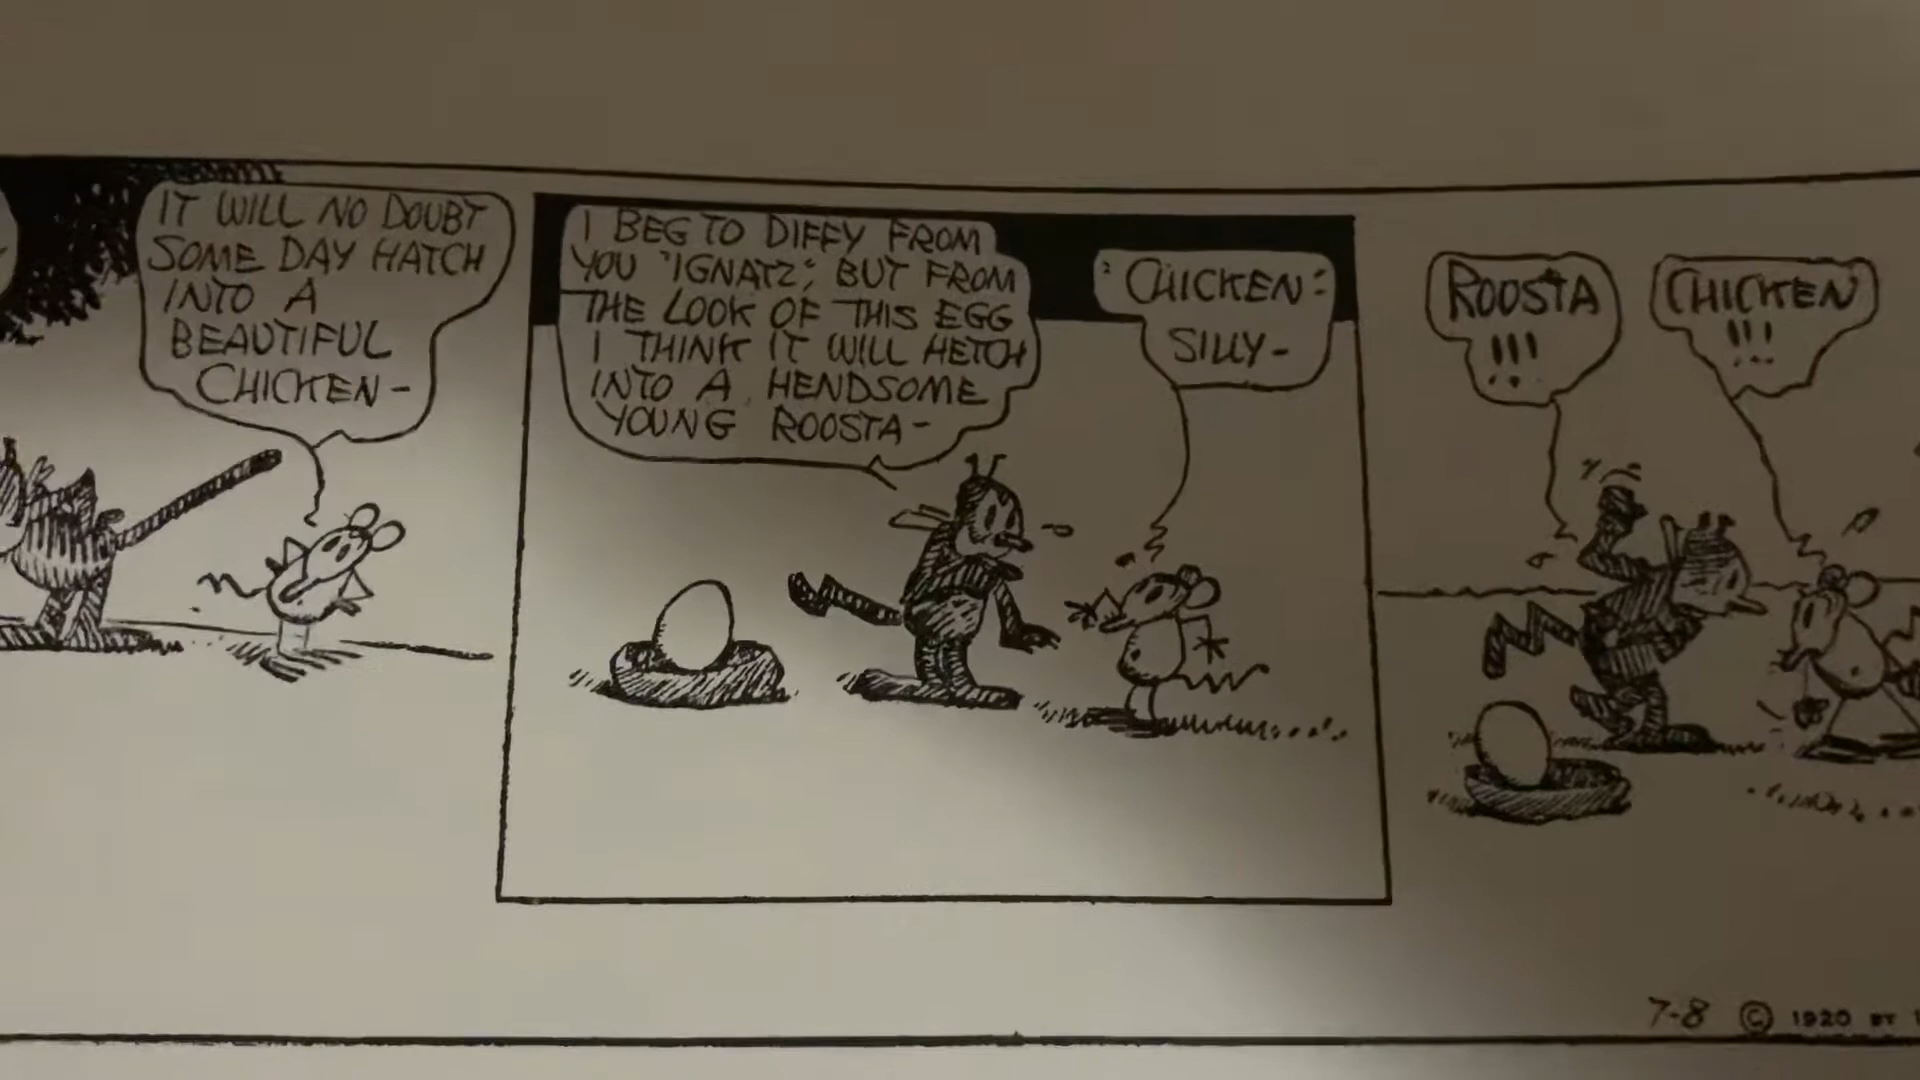 IT WILL NO DOUBT
SOME DAY HATCH
INTO A
BEAUTIFUL
CHICKEN-
I BEG TO DIFFY FROM
YOU "IGNATZ", BUT FROM
THE LOOK OF THIS EGG
I THINK IT WILL HETCH
INTO A HENDSOME
YOUNG ROOSTA-
"CHICKEN"
SILLY-
ROOSTA
!!!
CHICKEN
!!!
7-8 © 1920 BY